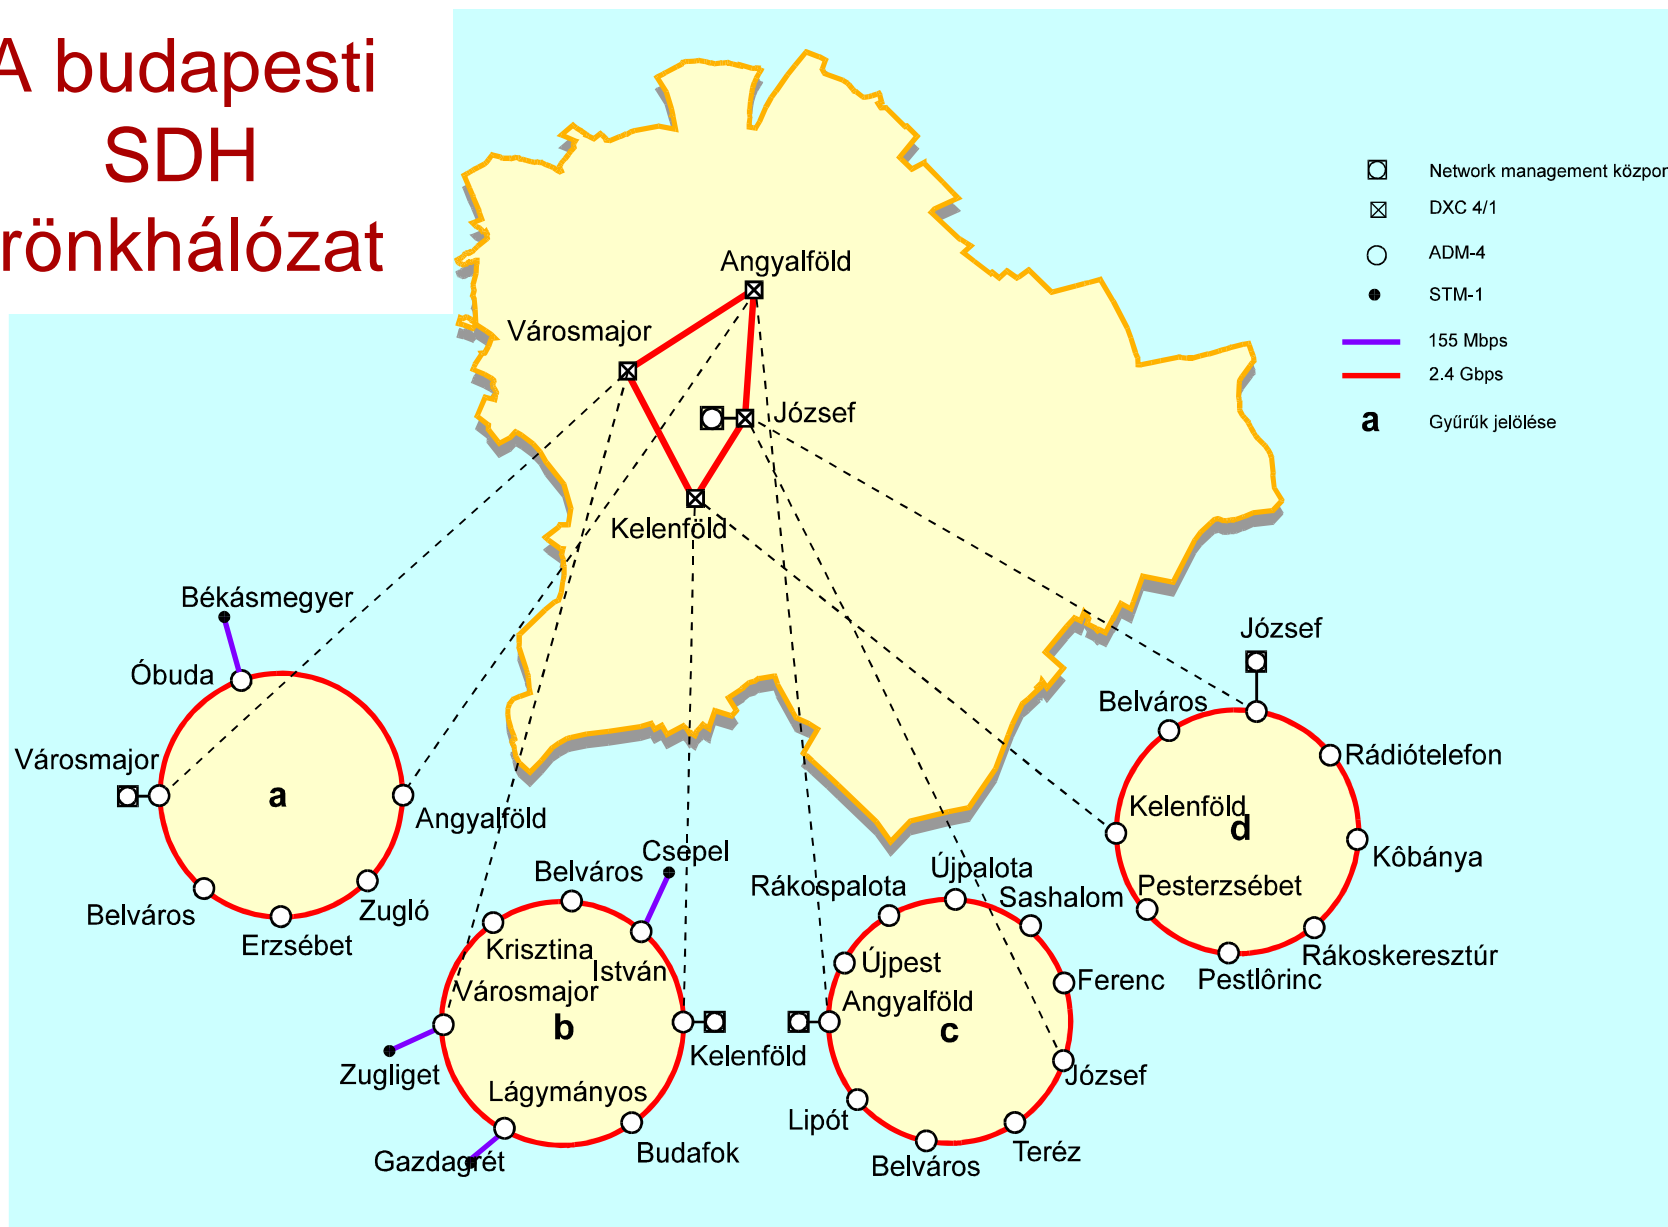 A budapesti
SDH
rönkhálózat
Network management közpon
DXC 4/1
ADM-4
STM-1
155 Mbps
2.4 Gbps
a Gyűrűk jelölése
Angyalföld
Városmajor
József
Kelenföld
Békásmegyer
Óbuda
Városmajor
a
Angyalföld
Belváros
Zugló
Erzsébet
Csepel
Belváros
Krisztina
István
Városmajor
b
Kelenföld
Zugliget
Lágymányos
Gazdagrét
Budafok
Újpalota
Rákospalota
Sashalom
Újpest
Ferenc
Angyalföld
c
József
Lipót
Teréz
Belváros
József
Belváros
Rádiótelefon
Kelenföld
d
Kôbánya
Pesterzsébet
Rákoskeresztúr
Pestlôrinc